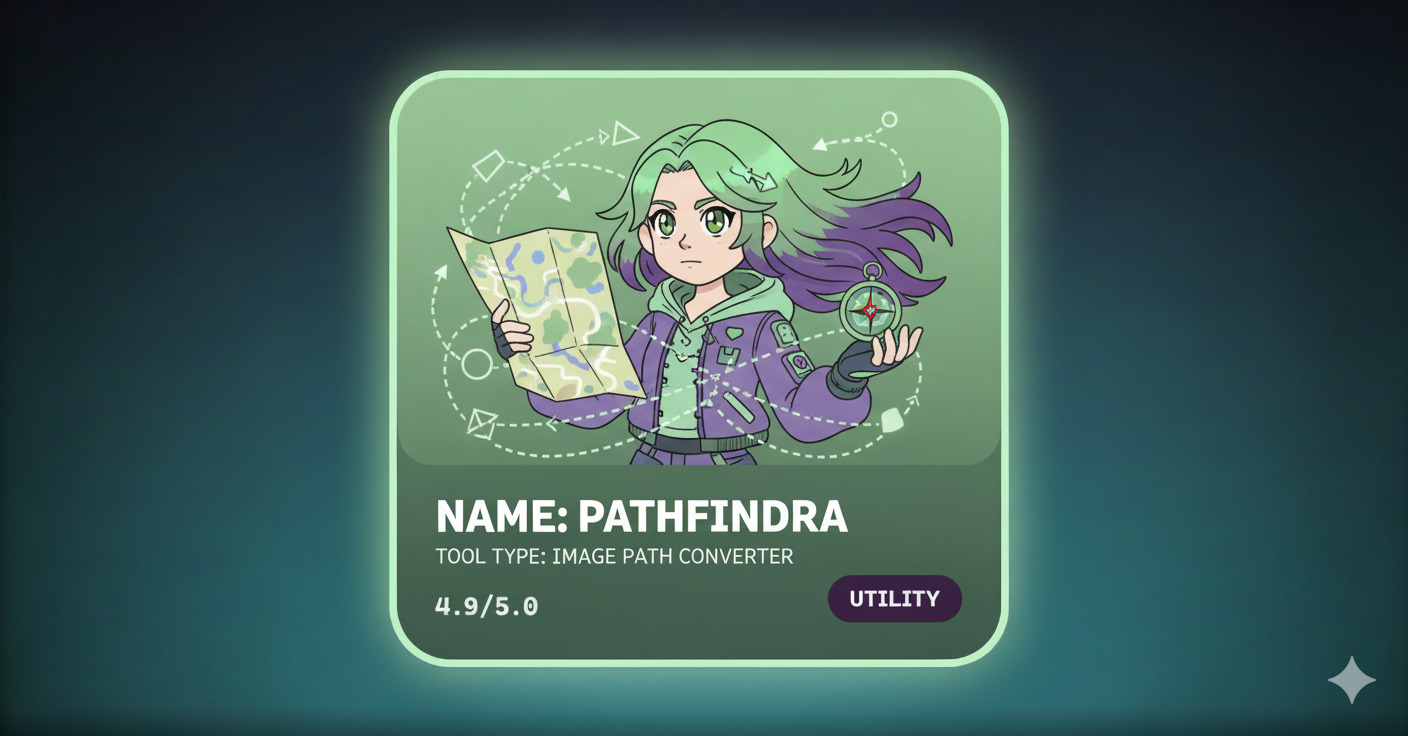 NAME: PATHFINDRA
TOOL TYPE: IMAGE PATH CONVERTER
4.9/5.0
UTILITY